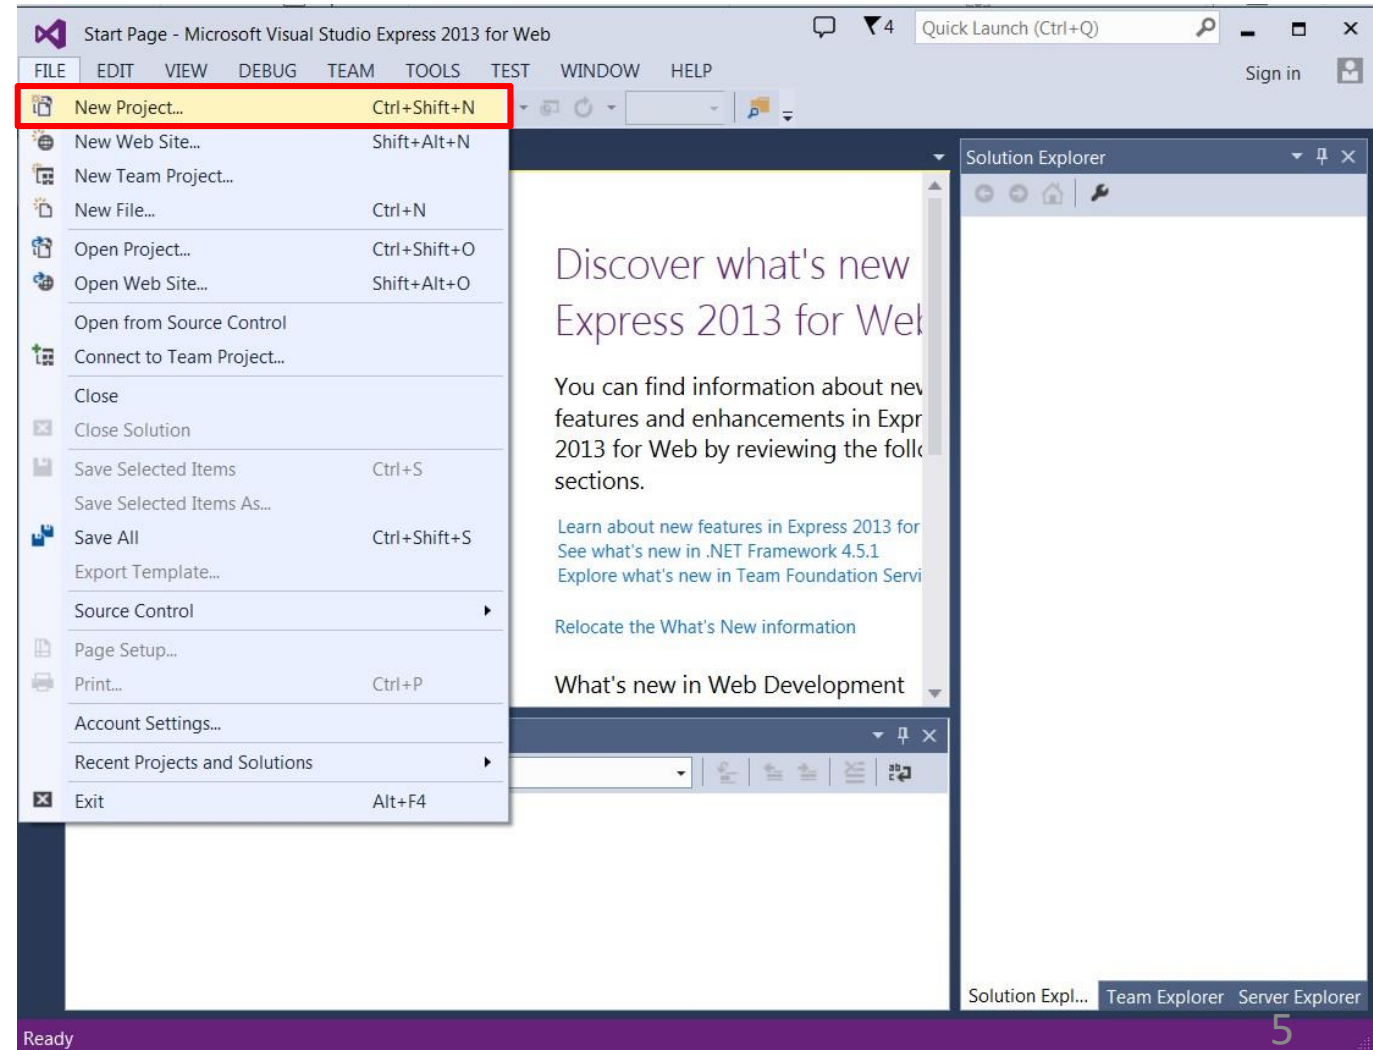 Start Page - Microsoft Visual Studio Express 2013 for Web
4
Quick Launch (Ctrl+Q)
FILE EDIT VIEW DEBUG TEAM TOOLS TEST WINDOW HELP
Sign in
New Project... Ctrl+Shift+N
New Web Site... Shift+Alt+N
New Team Project...
New File... Ctrl+N
Open Project... Ctrl+Shift+O
Open Web Site... Shift+Alt+O
Open from Source Control
Connect to Team Project...
Close
Close Solution
Save Selected Items Ctrl+S
Save Selected Items As...
Save All Ctrl+Shift+S
Export Template...
Source Control
Page Setup...
Print... Ctrl+P
Account Settings...
Recent Projects and Solutions
Exit Alt+F4
Discover what's new
Express 2013 for Web
You can find information about new
features and enhancements in Expr
2013 for Web by reviewing the follo
sections.
Learn about new features in Express 2013 for
See what's new in .NET Framework 4.5.1
Explore what's new in Team Foundation Servi
Relocate the What's New information
What's new in Web Development
Solution Explorer
Solution Expl... Team Explorer Server Explorer
Ready
5